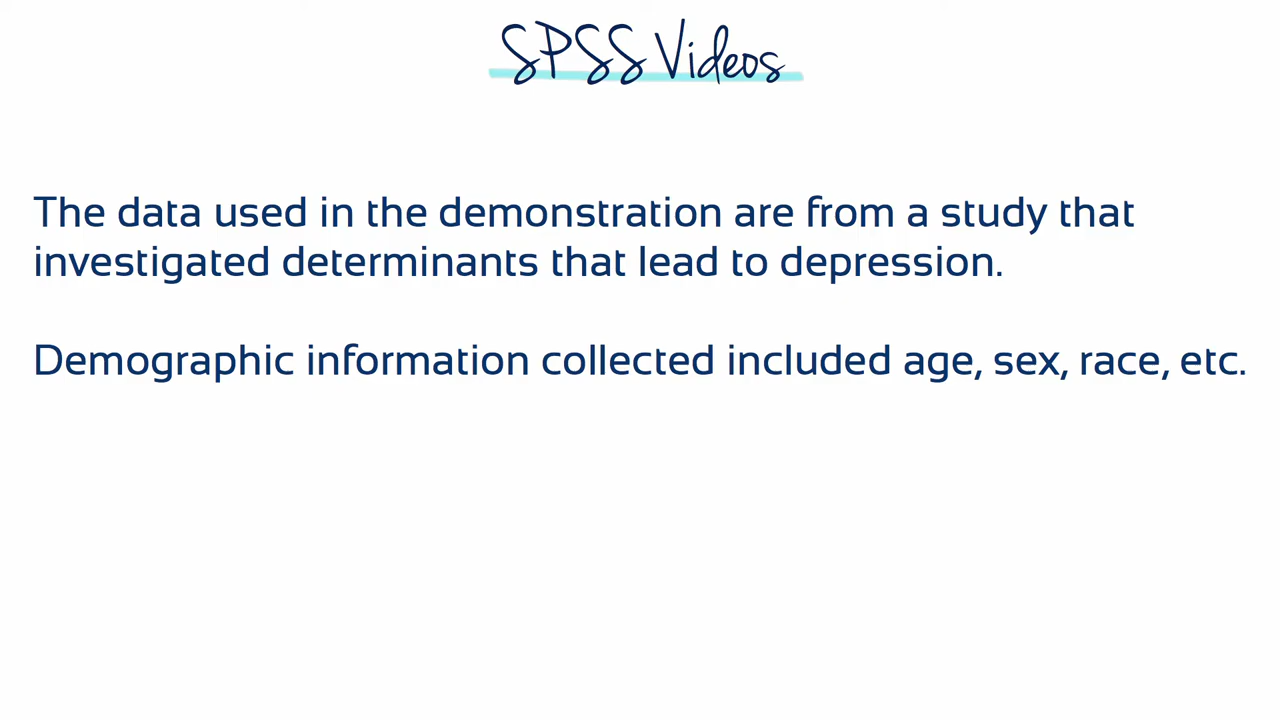 SPSS Videos
The data used in the demonstration are from a study that
investigated determinants that lead to depression.
Demographic information collected included age, sex, race, etc.